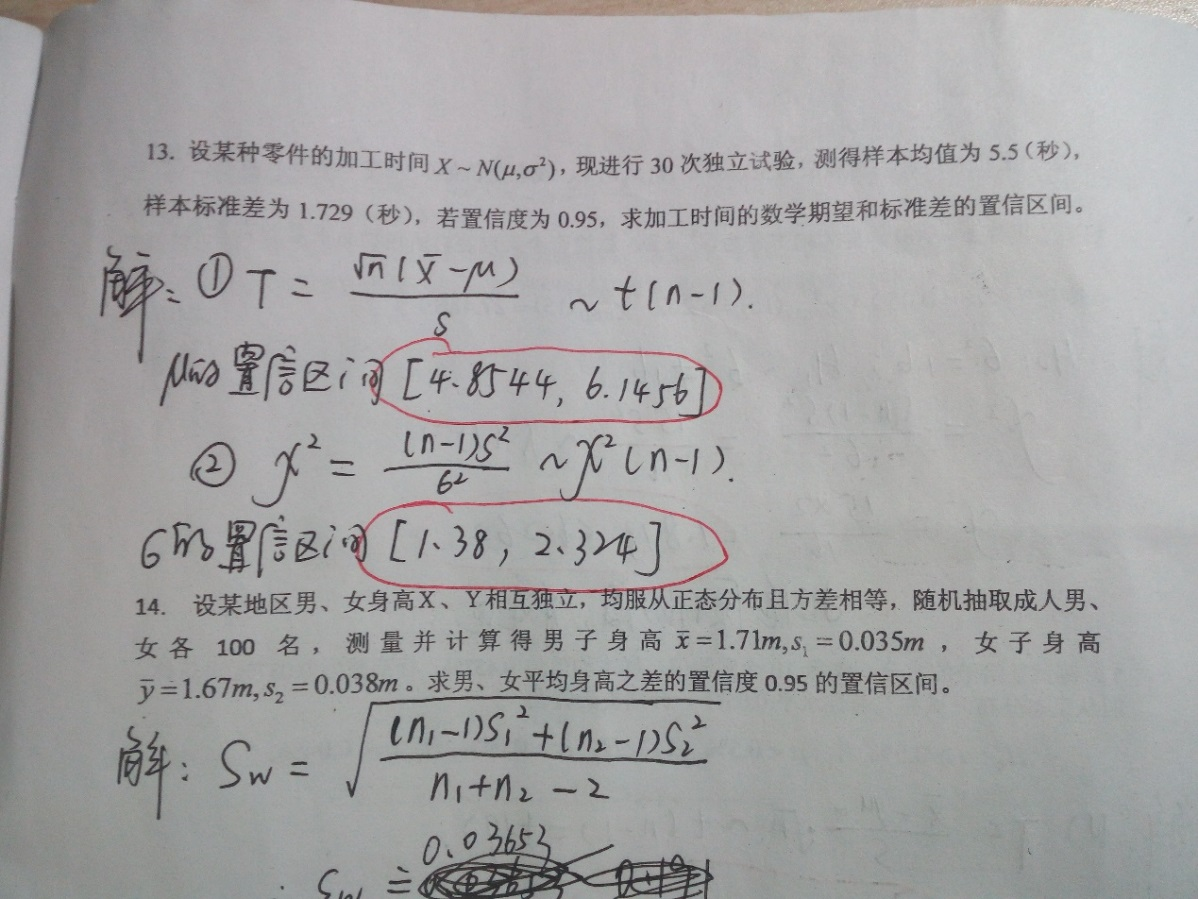 13. 设某种零件的加工时间 X ~ N(μ,σ²)，现进行 30 次独立试验，测得样本均值为 5.5（秒），
样本标准差为 1.729（秒），若置信度为 0.95，求加工时间的数学期望和标准差的置信区间。
解: ① T = √n(x̄-μ)/S ~ t(n-1).
μ的置信区间 [4.8544, 6.1456]
② χ² = (n-1)S²/σ² ~ χ²(n-1).
σ的置信区间 [1.38, 2.324]
14. 设某地区男、女身高 X、Y 相互独立，均服从正态分布且方差相等，随机抽取成人男、
女各 100 名，测量并计算得男子身高 x̄=1.71m,s₁=0.035m，女子身高
ȳ=1.67m,s₂=0.038m。求男、女平均身高之差的置信度 0.95 的置信区间。
解: Sw = √((n₁-1)S₁²+(n₂-1)S₂²/n₁+n₂-2)
0.03653
Sw ≐